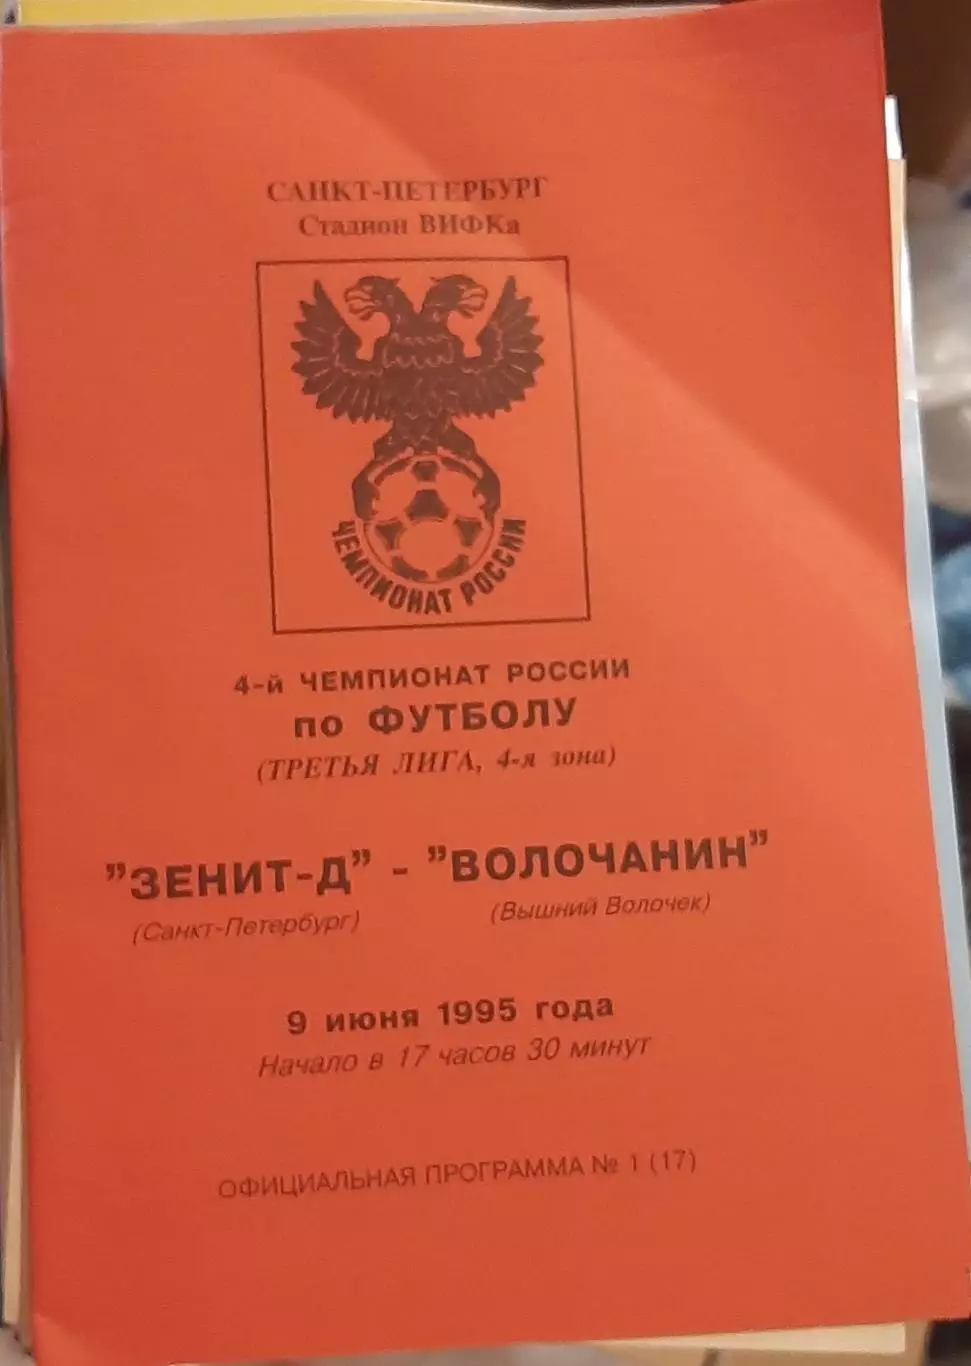 САНКТ-ПЕТЕРБУРГ
Стадион ВИФКа
ЧЕМПИОНАТ РОССИИ
4-й ЧЕМПИОНАТ РОССИИ
по ФУТБОЛУ
(ТРЕТЬЯ ЛИГА, 4-я зона)
"ЗЕНИТ-Д" - "ВОЛОЧАНИН"
(Санкт-Петербург) (Вышний Волочек)
9 июня 1995 года
Начало в 17 часов 30 минут
ОФИЦИАЛЬНАЯ ПРОГРАММА № 1 (17)